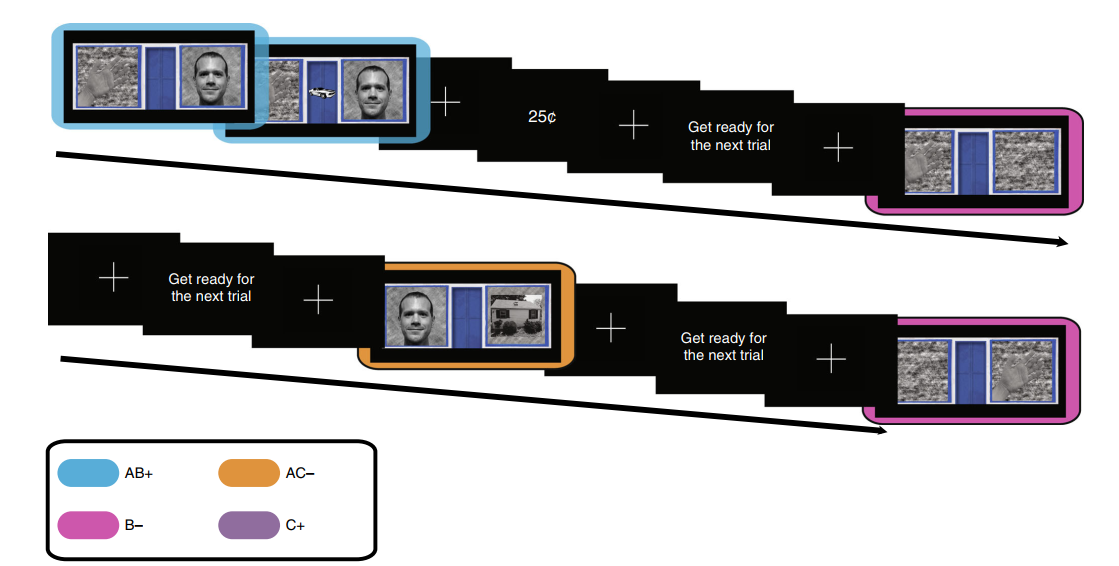 25¢
Get ready for
the next trial
Get ready for
the next trial
Get ready for
the next trial
AB+
AC–
B–
C+